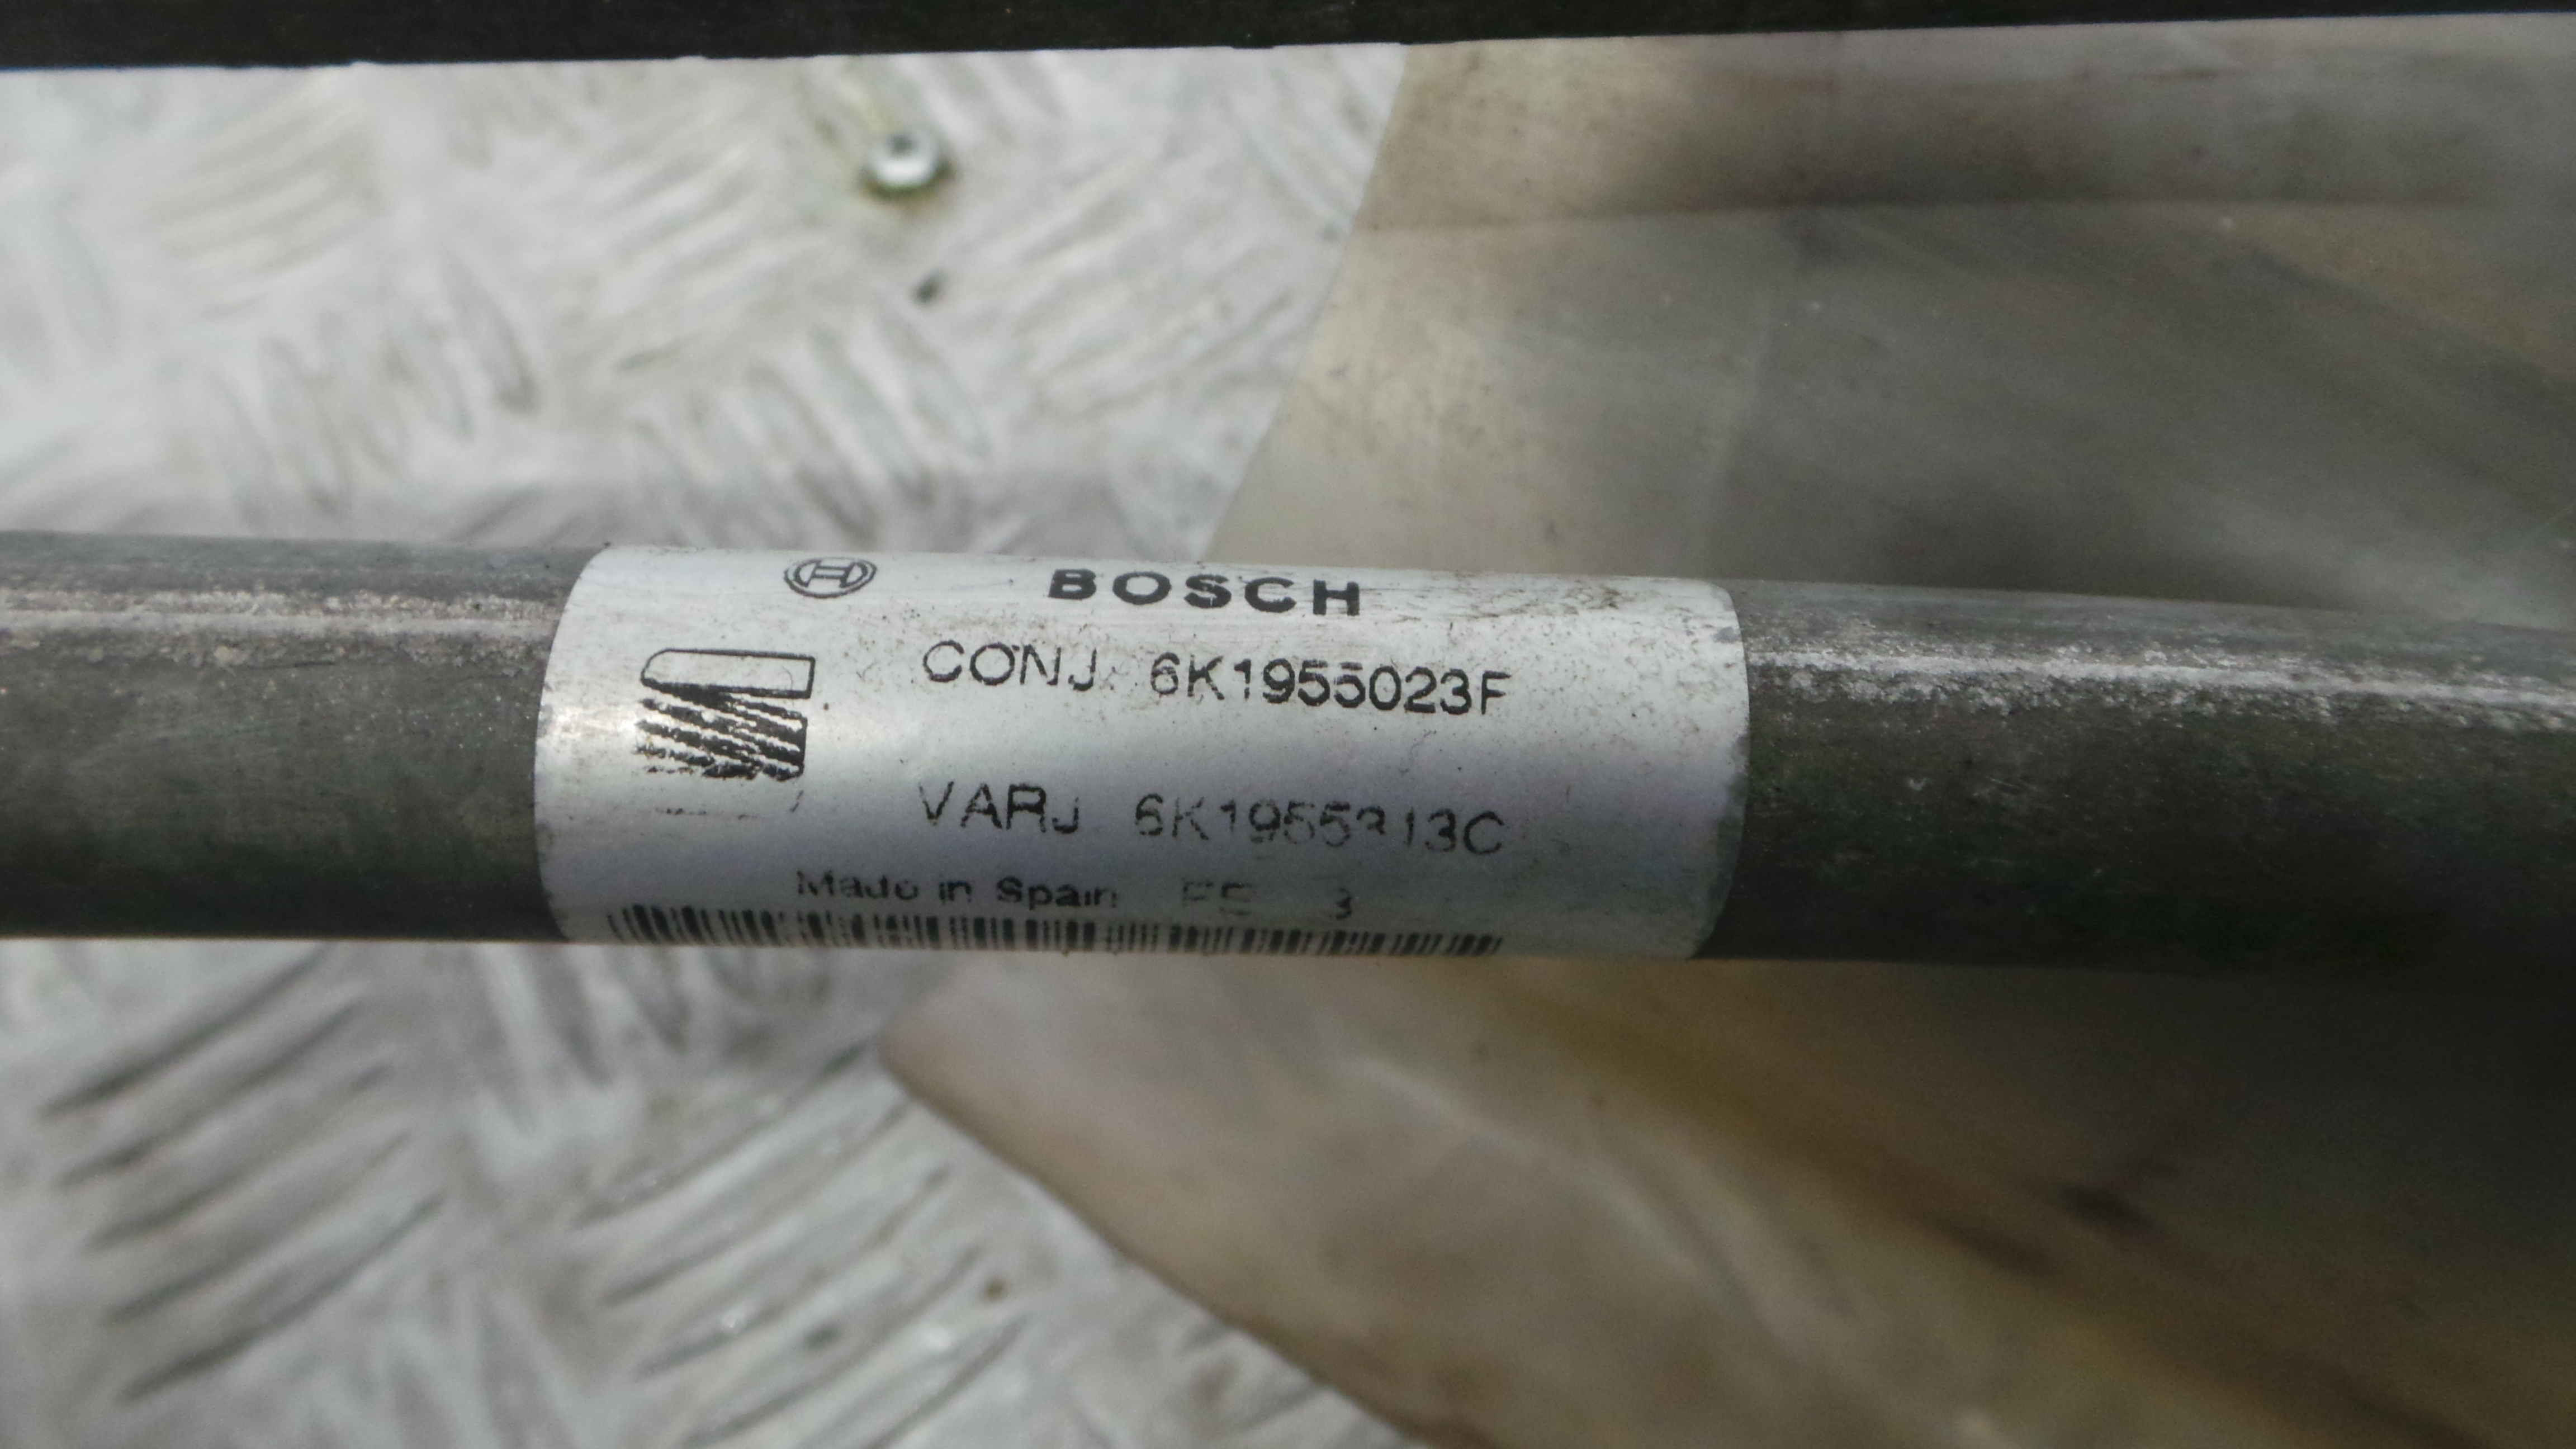 BOSCH
CONJ. 6K1955023F
VARJ 6K1955313C
Made in Spain